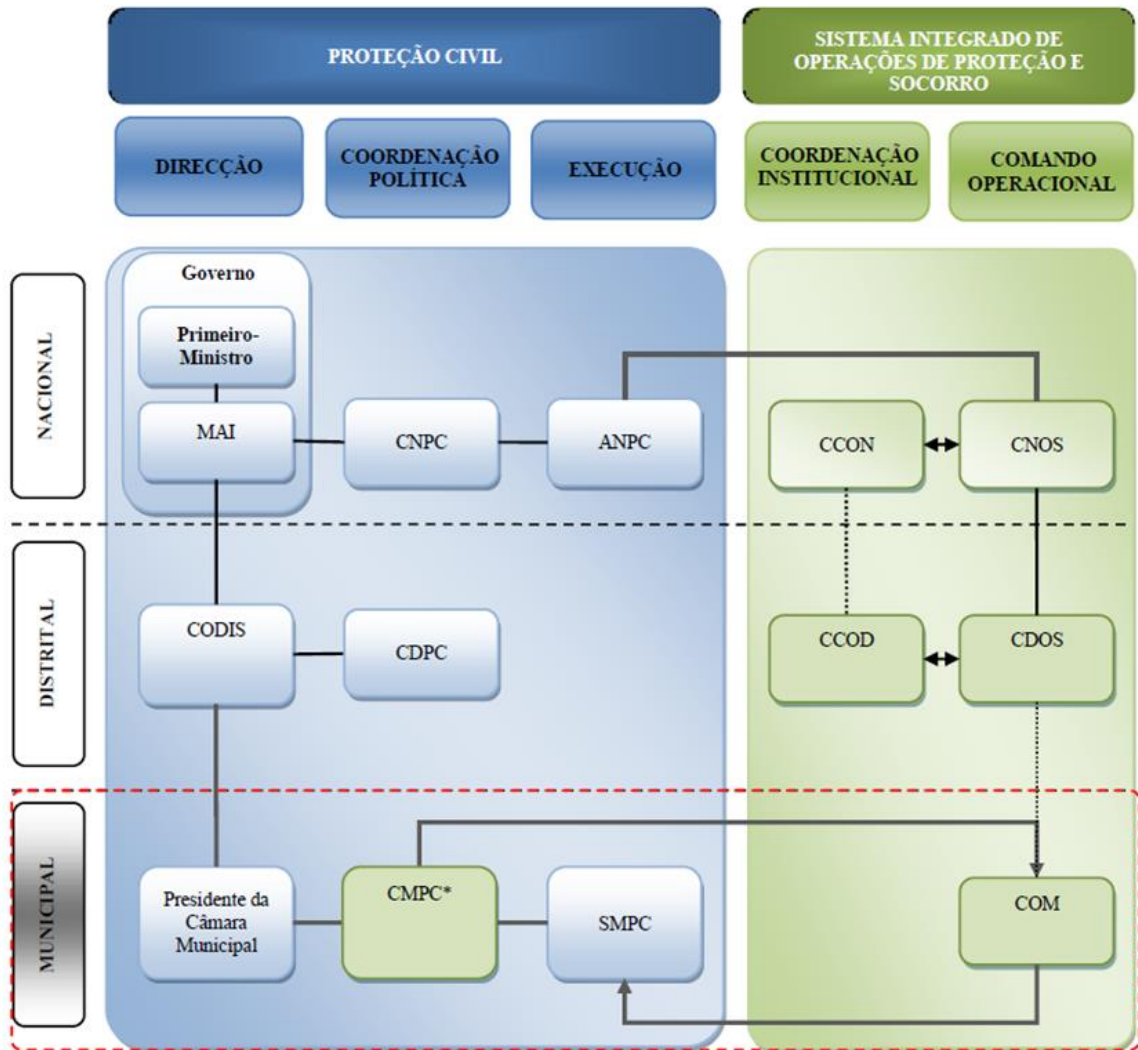 PROTEÇÃO CIVIL
SISTEMA INTEGRADO DE
OPERAÇÕES DE PROTEÇÃO E
SOCORRO
DIRECÇÃO
COORDENAÇÃO
POLÍTICA
EXECUÇÃO
COORDENAÇÃO
INSTITUCIONAL
COMANDO
OPERACIONAL
NACIONAL
Governo
Primeiro-
Ministro
MAI
CNPC
ANPC
CCON
CNOS
DISTRITAL
CODIS
CDPC
CCOD
CDOS
MUNICIPAL
Presidente da
Câmara
Municipal
CMPC*
SMPC
COM